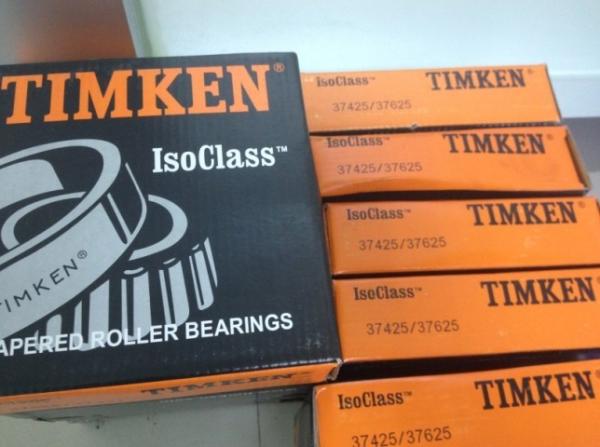 TIMKEN®
IsoClass™
TIMKEN®
APERED ROLLER BEARINGS
IsoClass™ TIMKEN®
37425/37625
IsoClass™ TIMKEN®
37425/37625
IsoClass™ TIMKEN®
37425/37625
IsoClass™ TIMKEN
37425/37625
IsoClass™ TIMKEN
37425/37625